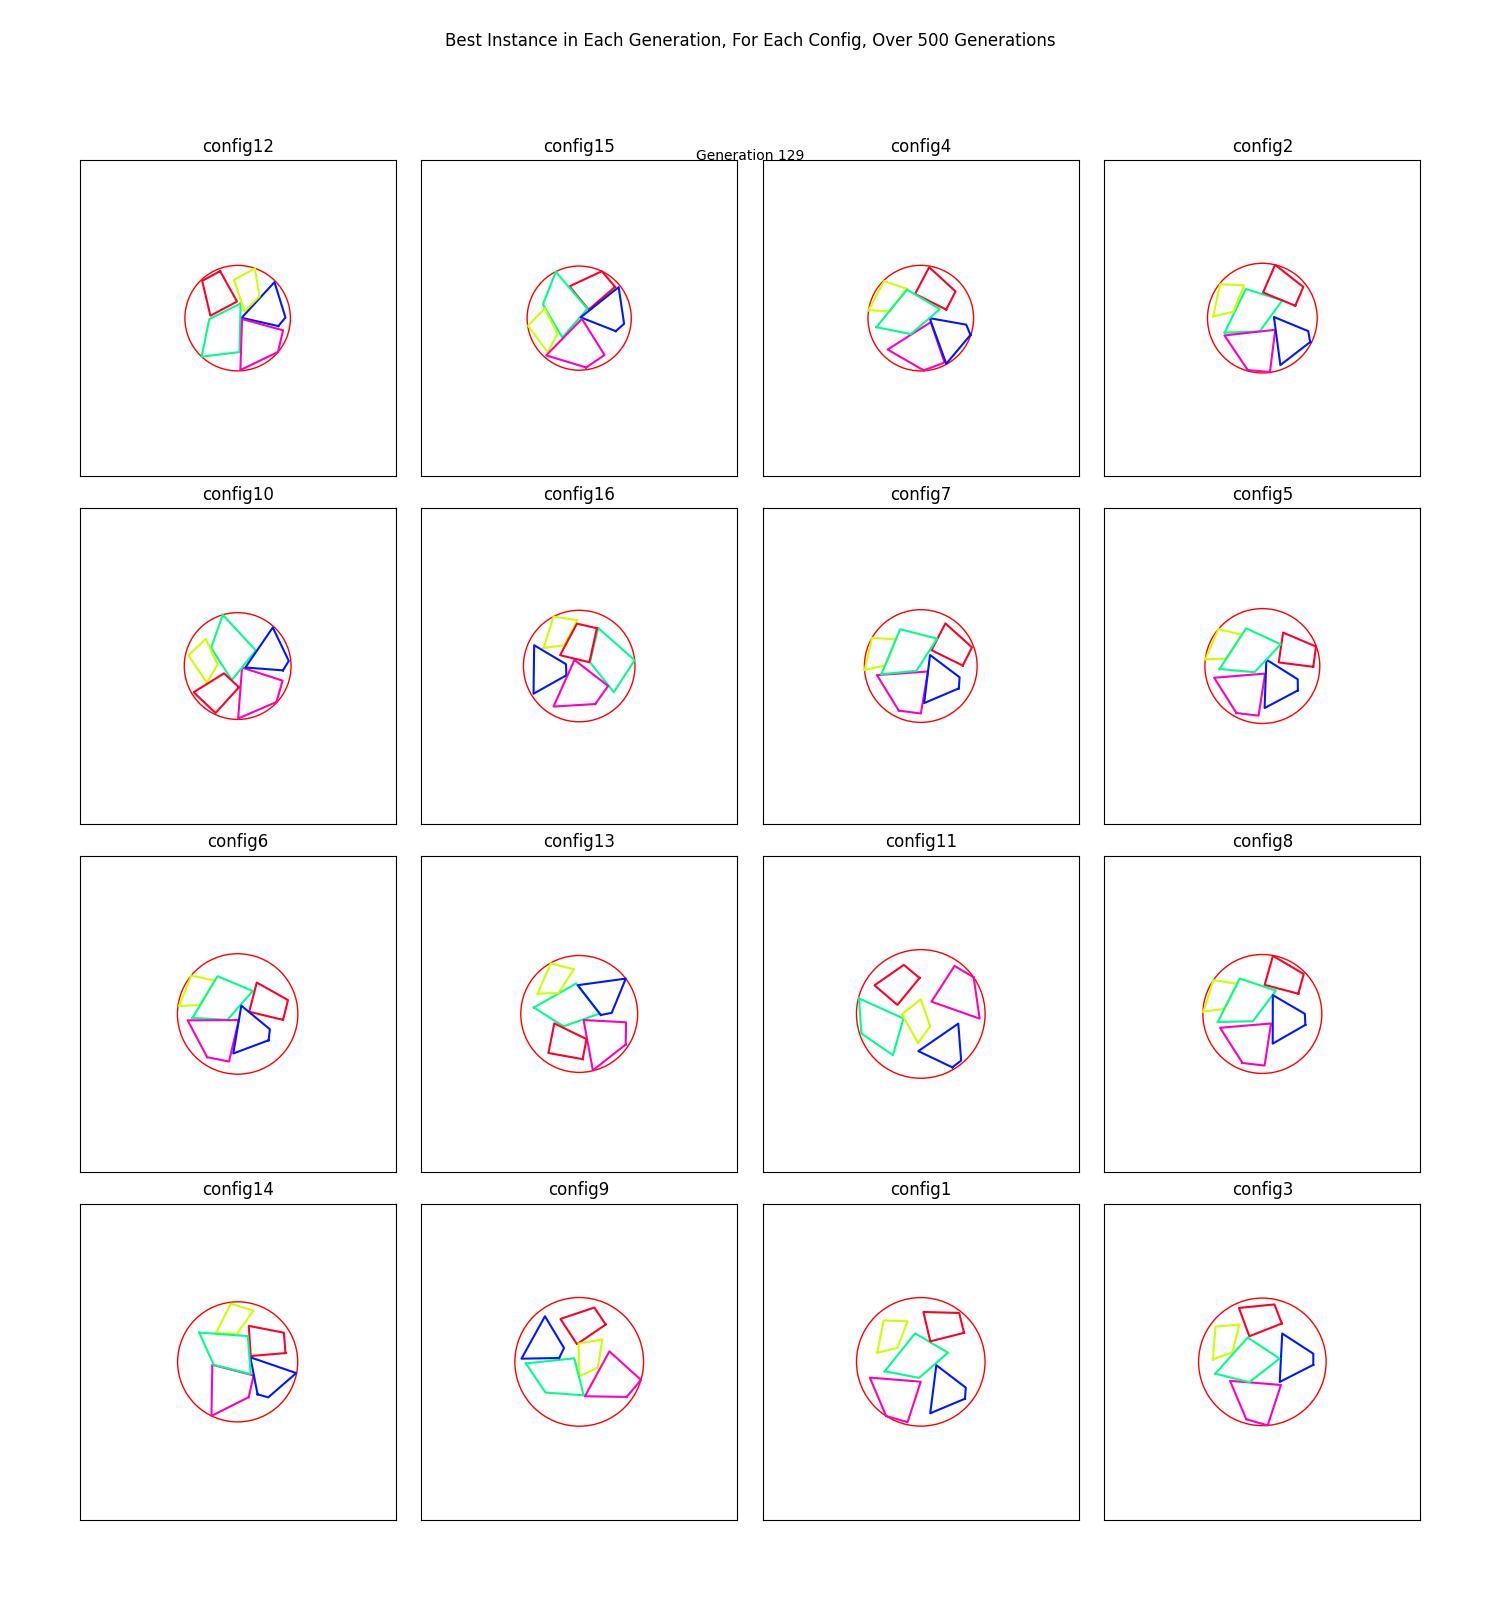 Best Instance in Each Generation, For Each Config, Over 500 Generations
Generation 129
config12
config15
config4
config2
config10
config16
config7
config5
config6
config13
config11
config8
config14
config9
config1
config3